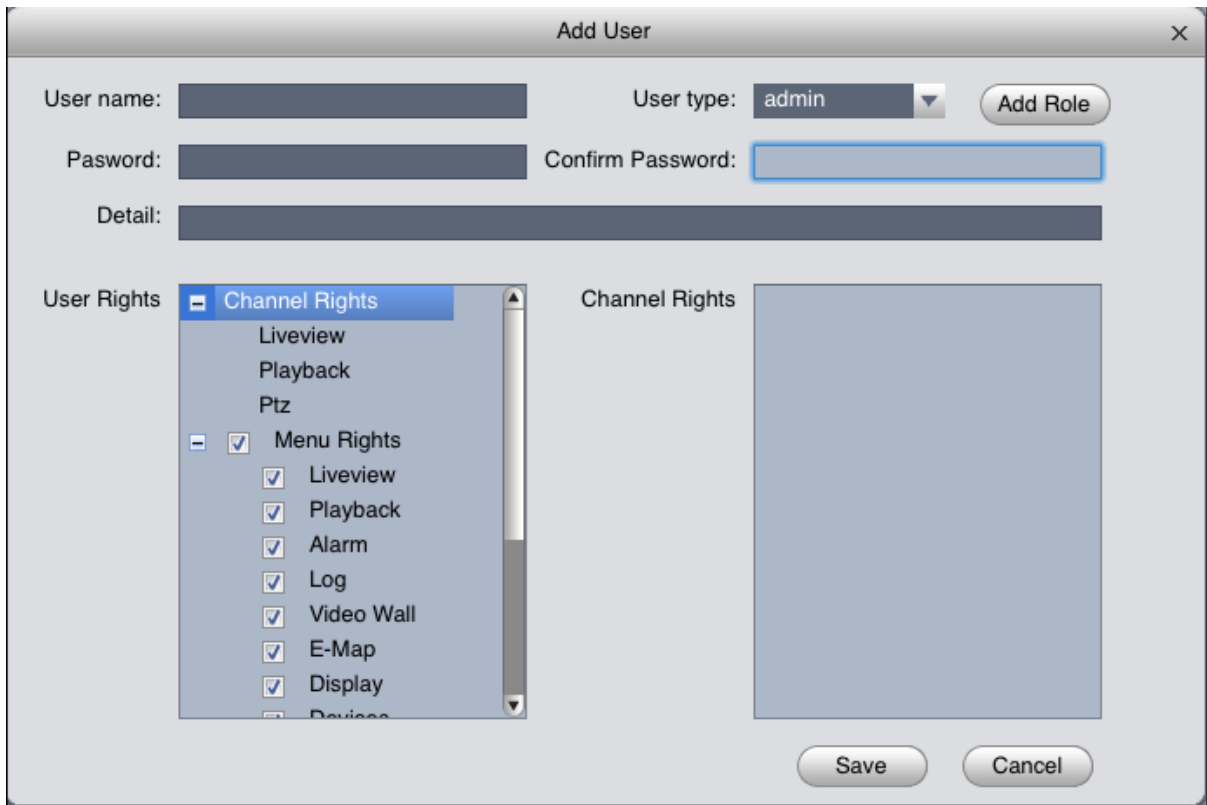 Add User
User name:
User type: admin
Add Role
Pasword:
Confirm Password:
Detail:
User Rights
Channel Rights
Liveview
Playback
Ptz
Menu Rights
Liveview
Playback
Alarm
Log
Video Wall
E-Map
Display
Devices
Channel Rights
Save
Cancel